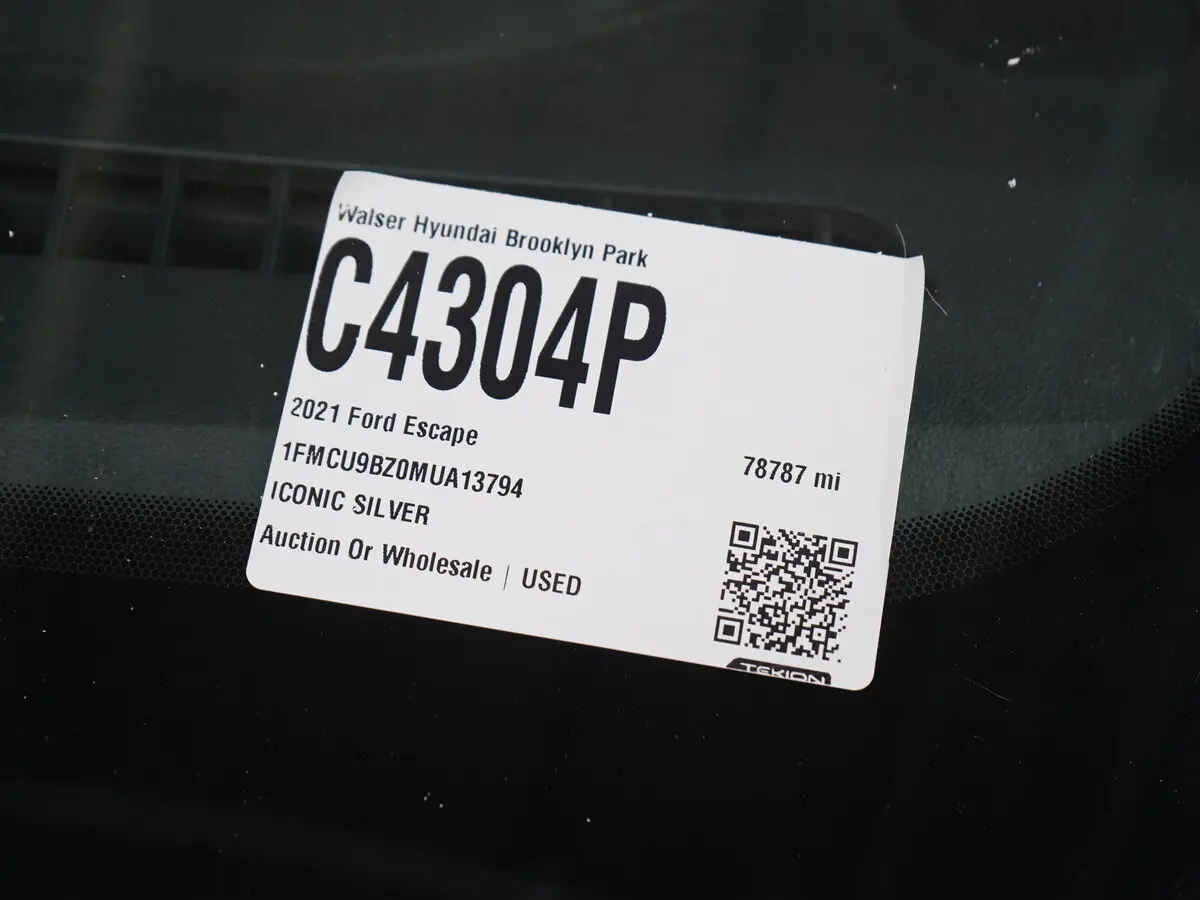 Walser Hyundai Brooklyn Park
C4304P
2021 Ford Escape
1FMCU9BZ0MUA13794
78787 mi
ICONIC SILVER
Auction Or Wholesale | USED
TEKION